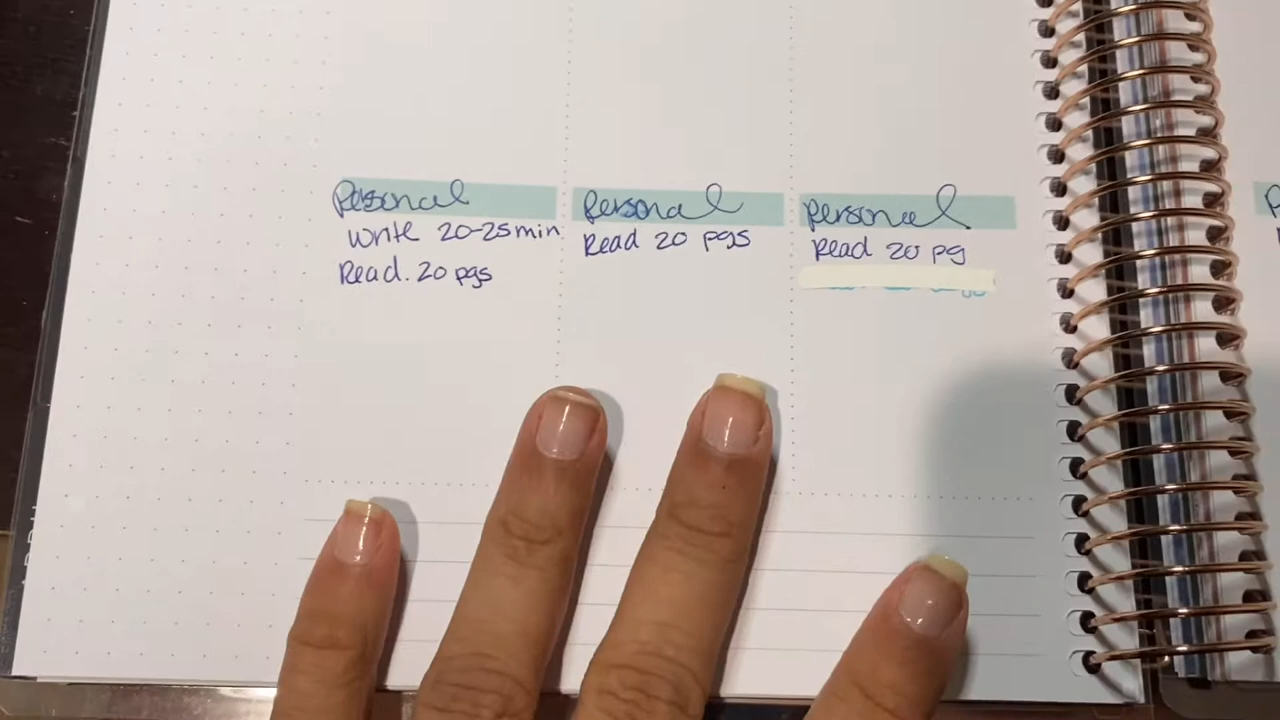 Personal
Write 20-25min
Read. 20 pgs
Personal
Read 20 pgs
Personal
Read 20 pg